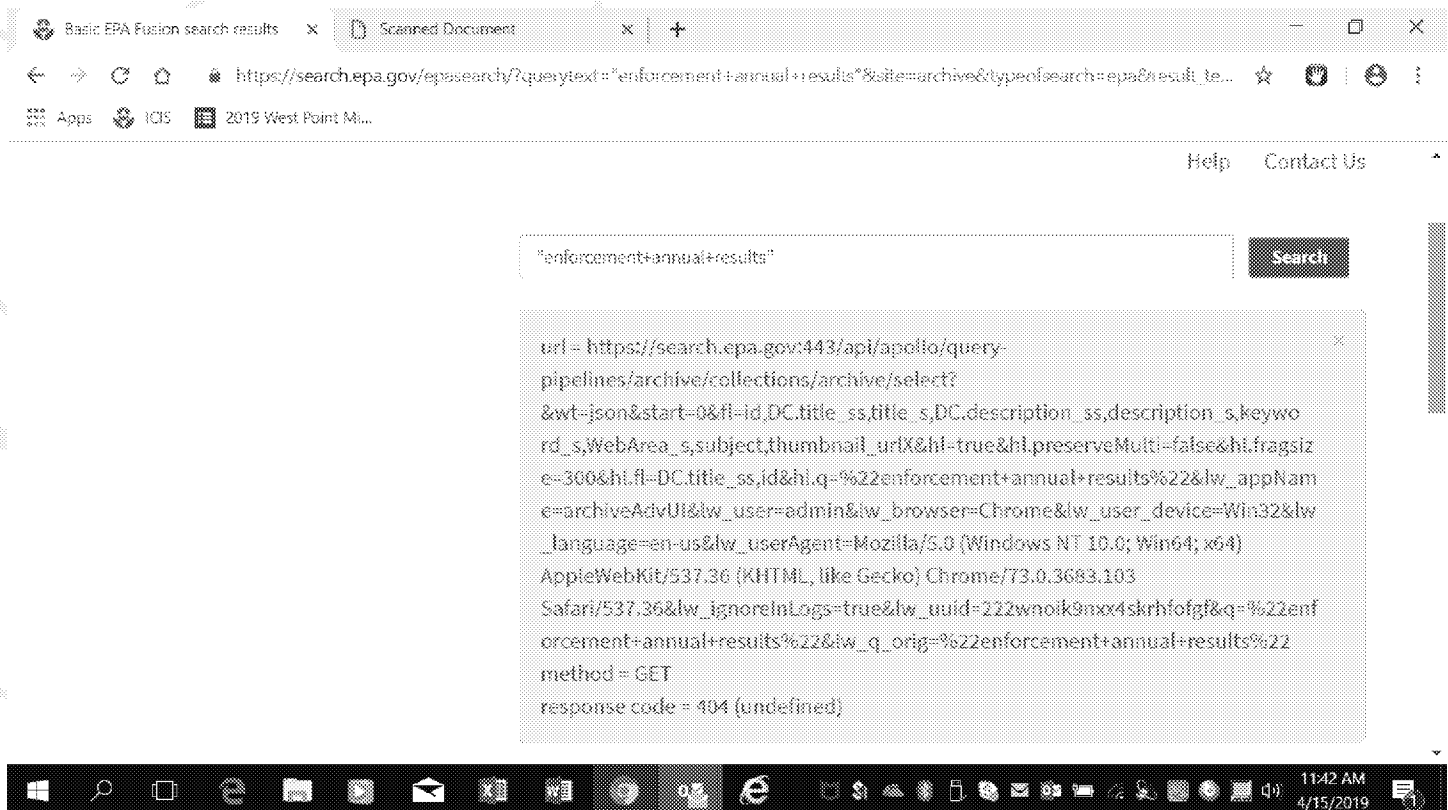 Basic EPA Fusion search results
Scanned Document
https://search.epa.gov/epasearch/?querytext="enforcement+annual+results"&site=archive&typeofsearch=epa&result_te...
Apps ICIS 2019 West Point Mi...
Help Contact Us
"enforcement+annual+results" Search
url = https://search.epa.gov:443/api/apollo/query-
pipelines/archive/collections/archive/select?
&wt=json&start=0&fl=id,DC.title_ss,title_s,DC.description_ss,description_s,keywo
rd_s,WebArea_s,subject,thumbnail_urlX&hl=true&hl.preserveMulti=false&hl.fragsiz
e=300&hl.fl=DC.title_ss,id&hl.q=%22enforcement+annual+results%22&lw_appNam
e=archiveAdvUI&lw_user=admin&lw_browser=Chrome&lw_user_device=Win32&lw
_language=en-us&lw_userAgent=Mozilla/5.0 (Windows NT 10.0; Win64; x64)
AppleWebKit/537.36 (KHTML, like Gecko) Chrome/73.0.3683.103
Safari/537.36&lw_ignoreInLogs=true&lw_uuid=222wnoik9nxx4skrhfofgf&q=%22enf
orcement+annual+results%22&lw_q_orig=%22enforcement+annual+results%22
method = GET
response code = 404 (undefined)
11:42 AM
4/15/2019